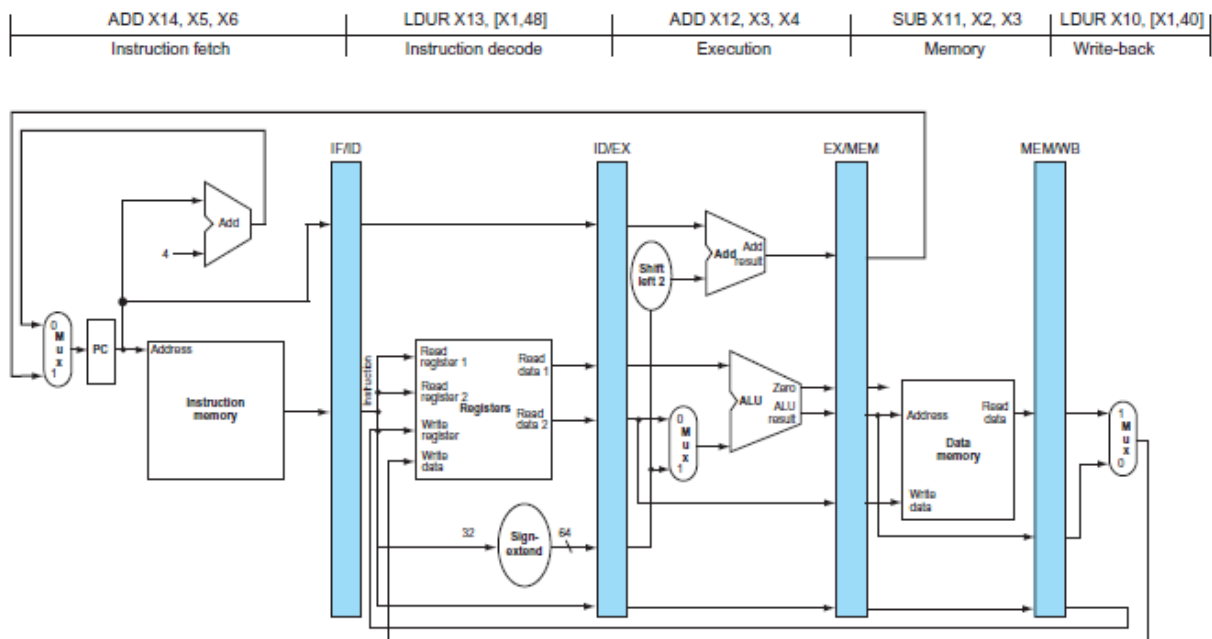 ADD X14, X5, X6
LDUR X13, [X1,48]
ADD X12, X3, X4
SUB X11, X2, X3
LDUR X10, [X1,40]
Instruction fetch
Instruction decode
Execution
Memory
Write-back
IF/ID
ID/EX
EX/MEM
MEM/WB
Add
4
0
M
u
x
1
PC
Address
Instruction
memory
Instruction
Read
register 1
Read
register 2
Write
register
Write
data
Registers
Read
data 1
Read
data 2
32
Sign-
extend
64
Shift
left 2
Add
Add
result
0
M
u
x
1
ALU
Zero
ALU
result
Address
Write
data
Data
memory
Read
data
1
M
u
x
0